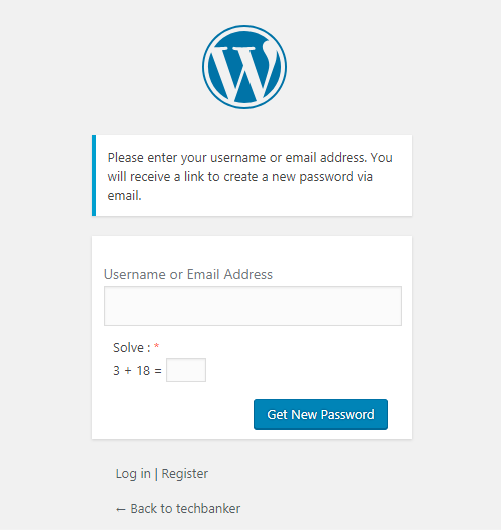 Please enter your username or email address. You
will receive a link to create a new password via
email.
Username or Email Address
Solve : *
3 + 18 =
Get New Password
Log in | Register
← Back to techbanker